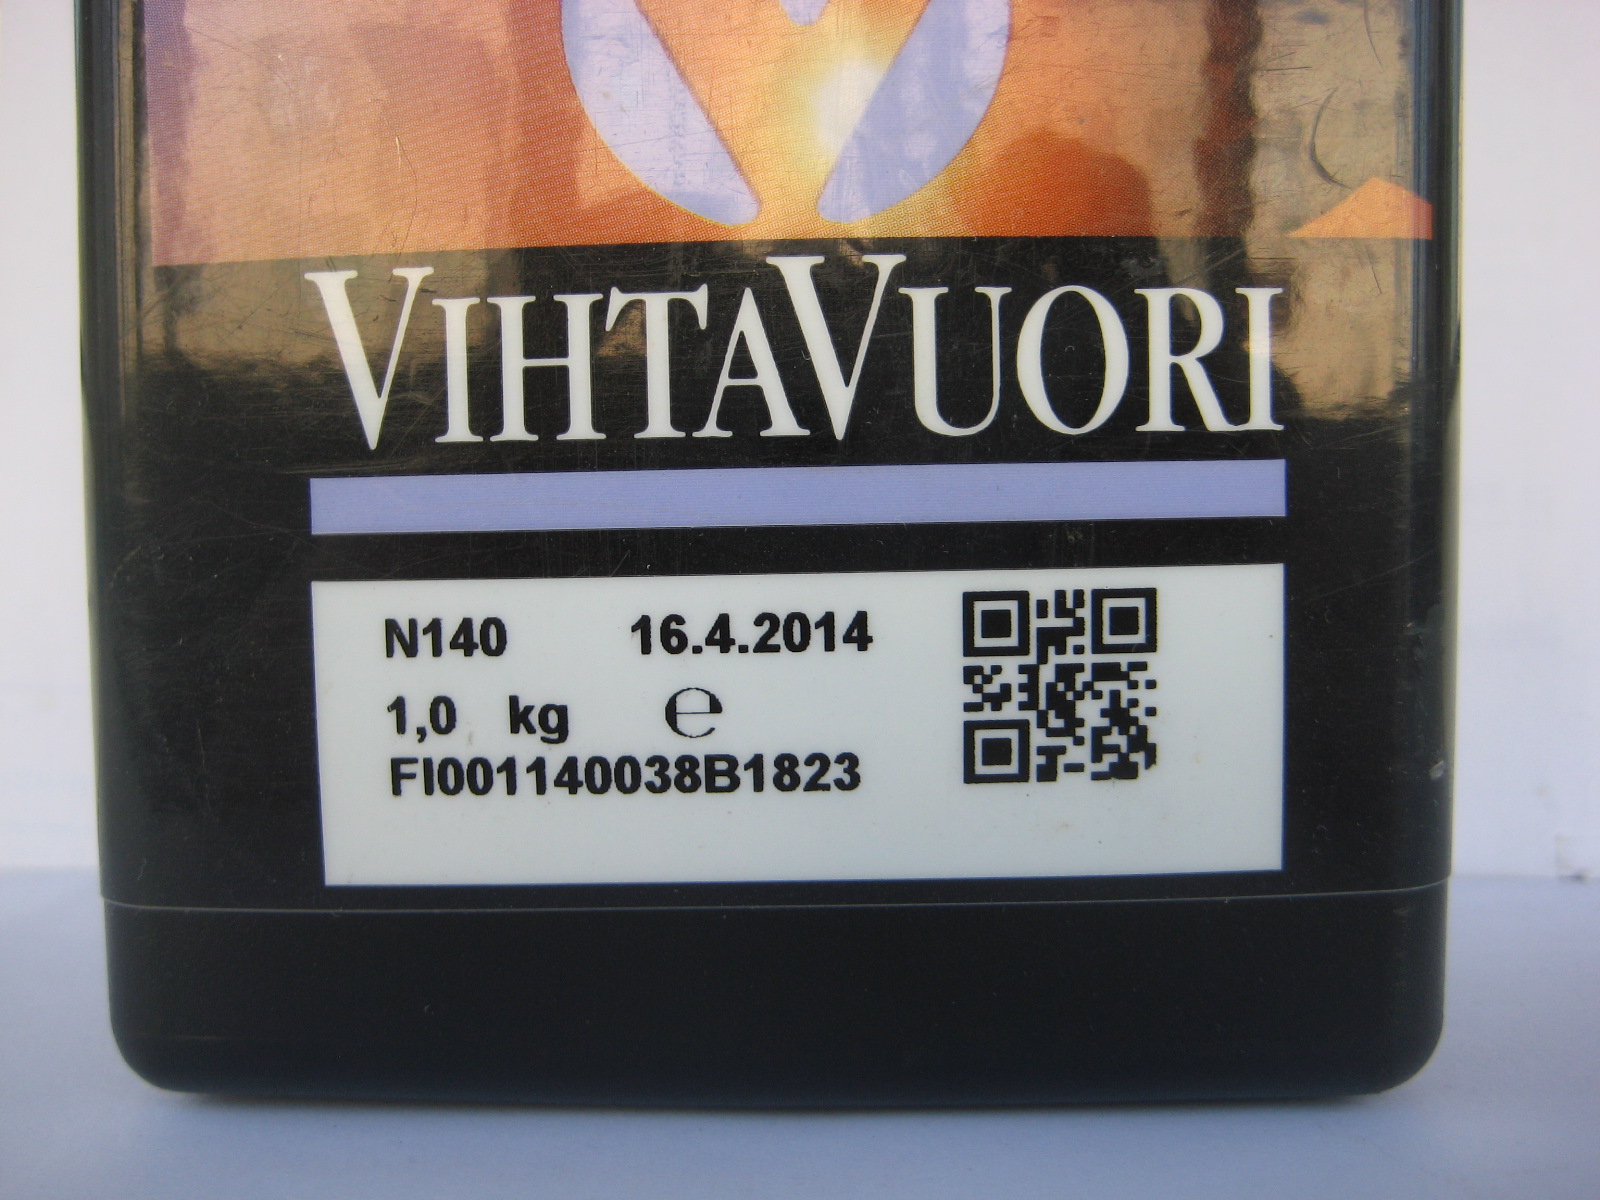 VIHTAVUORI
N140 16.4.2014
1,0 kg ℮
FI001140038B1823